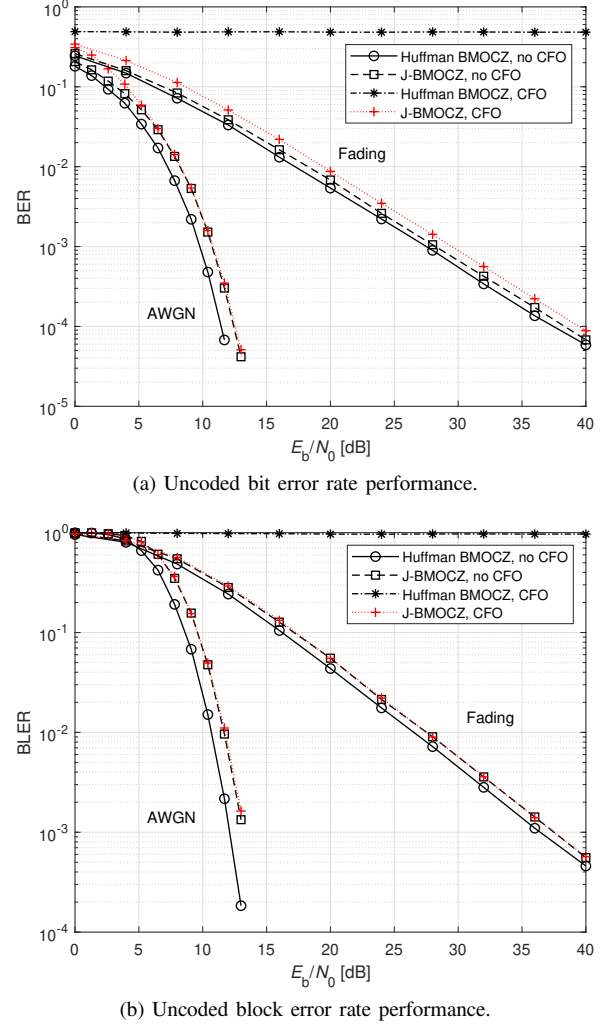 10^0
10^-1
10^-2
10^-3
10^-4
10^-5
BER
Huffman BMOCZ, no CFO
J-BMOCZ, no CFO
Huffman BMOCZ, CFO
J-BMOCZ, CFO
Fading
AWGN
0 5 10 15 20 25 30 35 40
E_b/N_0 [dB]
(a) Uncoded bit error rate performance.
10^0
10^-1
10^-2
10^-3
10^-4
BLER
Huffman BMOCZ, no CFO
J-BMOCZ, no CFO
Huffman BMOCZ, CFO
J-BMOCZ, CFO
Fading
AWGN
0 5 10 15 20 25 30 35 40
E_b/N_0 [dB]
(b) Uncoded block error rate performance.